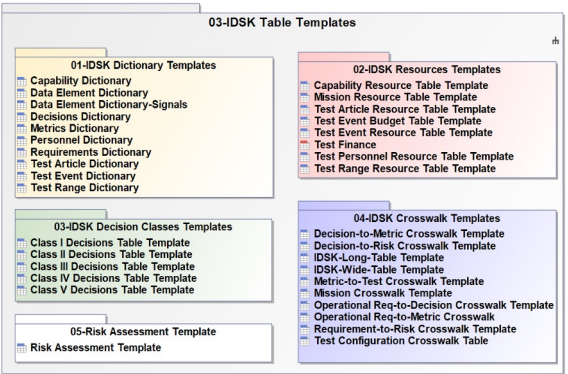 03-IDSK Table Templates
01-IDSK Dictionary Templates
Capability Dictionary
Data Element Dictionary
Data Element Dictionary-Signals
Decisions Dictionary
Metrics Dictionary
Personnel Dictionary
Requirements Dictionary
Test Article Dictionary
Test Event Dictionary
Test Range Dictionary
02-IDSK Resources Templates
Capability Resource Table Template
Mission Resource Table Template
Test Article Resource Table Template
Test Event Budget Table Template
Test Event Resource Table Template
Test Finance
Test Personnel Resource Table Template
Test Range Resource Table Template
03-IDSK Decision Classes Templates
Class I Decisions Table Template
Class II Decisions Table Template
Class III Decisions Table Template
Class IV Decisions Table Template
Class V Decisions Table Template
04-IDSK Crosswalk Templates
Decision-to-Metric Crosswalk Template
Decision-to-Risk Crosswalk Template
IDSK-Long-Table Template
IDSK-Wide-Table Template
Metric-to-Test Crosswalk Template
Mission Crosswalk Template
Operational Req-to-Decision Crosswalk Template
Operational Req-to-Metric Crosswalk
Requirement-to-Risk Crosswalk Template
Test Configuration Crosswalk Table
05-Risk Assessment Template
Risk Assessment Template